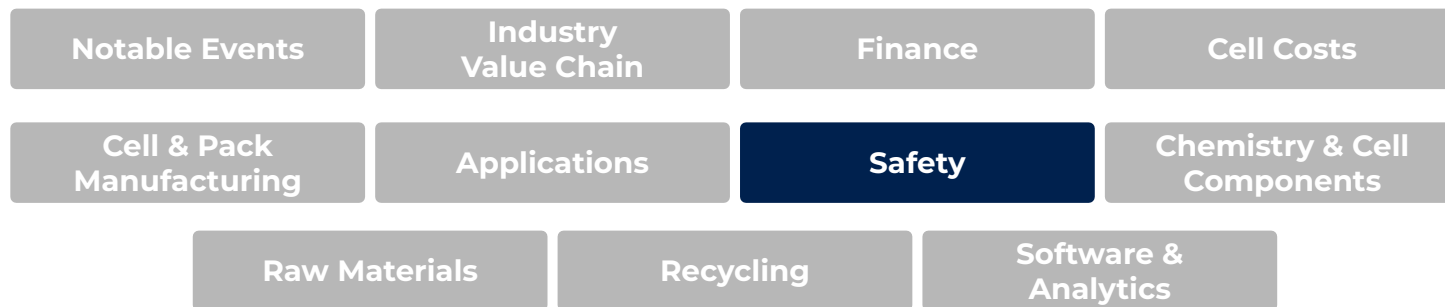 Notable Events
Industry
Value Chain
Finance
Cell Costs
Cell & Pack
Manufacturing
Applications
Safety
Chemistry & Cell
Components
Raw Materials
Recycling
Software &
Analytics